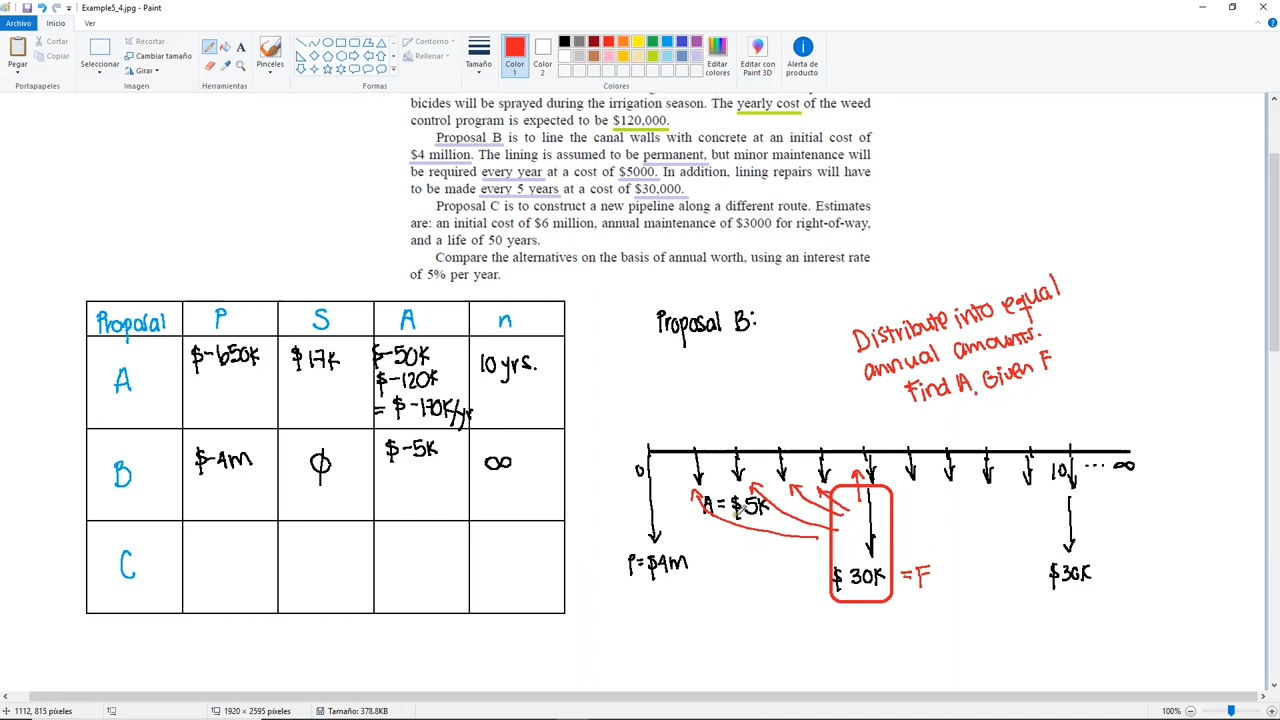 Example5_4.jpg - Paint
Archivo Inicio Ver
Pegar
Cortar
Copiar
Portapapeles
Seleccionar
Recortar
Cambiar tamaño
Girar
Imagen
A
Herramientas
Pinceles
Contorno
Rellenar
Formas
Tamaño
Color 1
Color 2
Editar colores
Colores
Editar con Paint 3D
Alerta de producto
bicides will be sprayed during the irrigation season. The yearly cost of the weed
control program is expected to be $120,000.
Proposal B is to line the canal walls with concrete at an initial cost of
$4 million. The lining is assumed to be permanent, but minor maintenance will
be required every year at a cost of $5000. In addition, lining repairs will have
to be made every 5 years at a cost of $30,000.
Proposal C is to construct a new pipeline along a different route. Estimates
are: an initial cost of $6 million, annual maintenance of $3000 for right-of-way,
and a life of 50 years.
Compare the alternatives on the basis of annual worth, using an interest rate
of 5% per year.
Proposal P S A n
A $-650K $17K $-50K 10 yrs.
$-120K
= $-170K/yr
B $-4M ϕ $-5K ∞
C
Proposal B:
Distribute into equal
annual amounts.
Find A, Given F
0 10 ... ∞
A = $5K
P=$4M
$30K = F
$30K
1112, 815 píxeles
1920 × 2595 píxeles
Tamaño: 378.8KB
100%